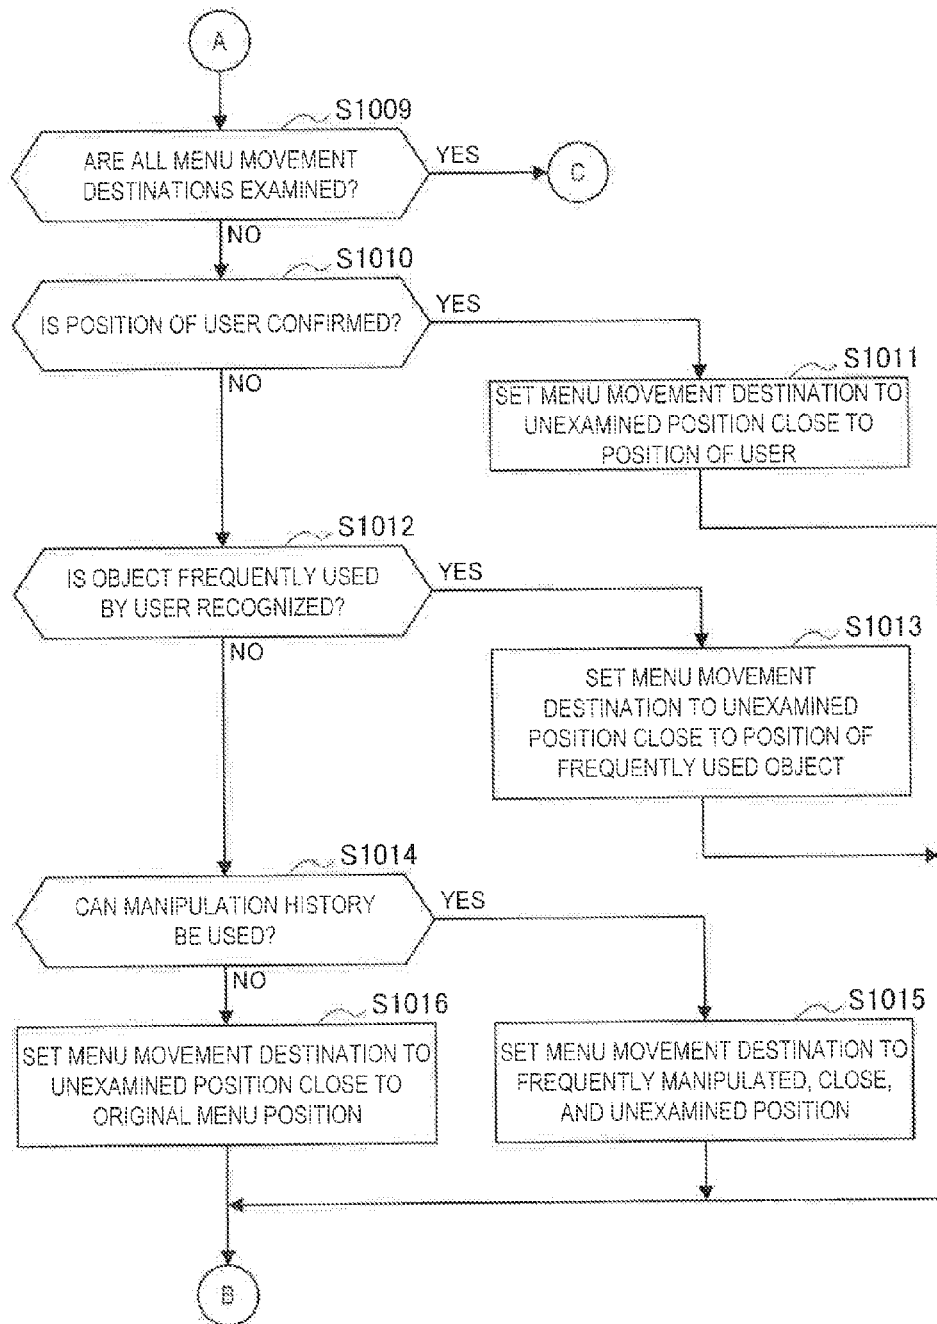 A
S1009
ARE ALL MENU MOVEMENT
DESTINATIONS EXAMINED?
YES
C
NO
S1010
IS POSITION OF USER CONFIRMED?
YES
NO
S1011
SET MENU MOVEMENT DESTINATION TO
UNEXAMINED POSITION CLOSE TO
POSITION OF USER
S1012
IS OBJECT FREQUENTLY USED
BY USER RECOGNIZED?
YES
NO
S1013
SET MENU MOVEMENT
DESTINATION TO UNEXAMINED
POSITION CLOSE TO POSITION OF
FREQUENTLY USED OBJECT
S1014
CAN MANIPULATION HISTORY
BE USED?
YES
NO
S1016
SET MENU MOVEMENT DESTINATION TO
UNEXAMINED POSITION CLOSE TO
ORIGINAL MENU POSITION
S1015
SET MENU MOVEMENT DESTINATION TO
FREQUENTLY MANIPULATED, CLOSE,
AND UNEXAMINED POSITION
B